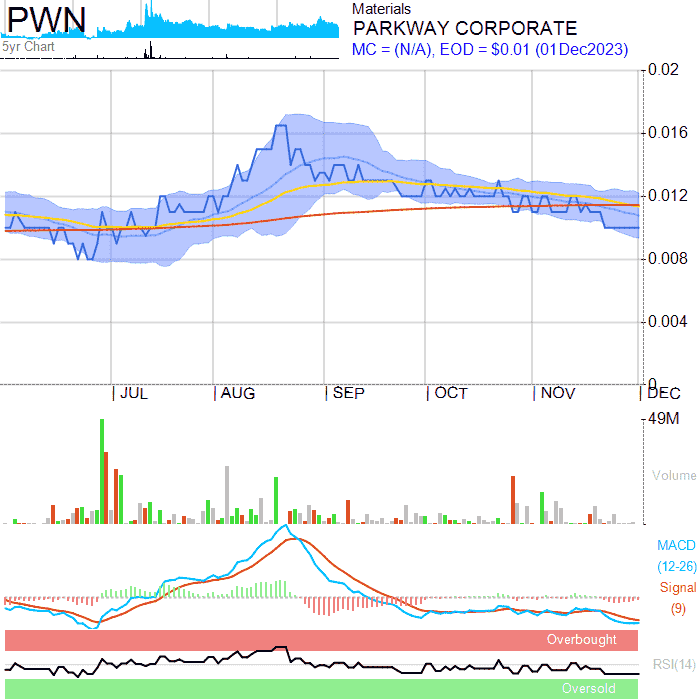 PWN
5yr Chart
Materials
PARKWAY CORPORATE
MC = (N/A), EOD = $0.01 (01Dec2023)
0.02
0.016
0.012
0.008
0.004
0
JUL AUG SEP OCT NOV DEC
49M
Volume
MACD
(12-26)
Signal
(9)
Overbought
RSI(14)
Oversold